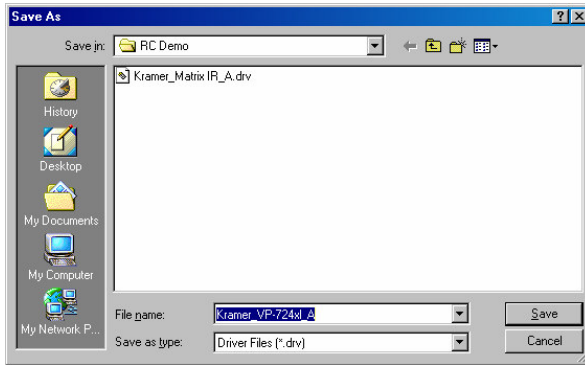 Save As
Save in:
RC Demo
Kramer_Matrix IR_A.drv
History
Desktop
My Documents
My Computer
My Network P...
File name:
Kramer_VP-724xl_A
Save
Save as type:
Driver Files (*.drv)
Cancel